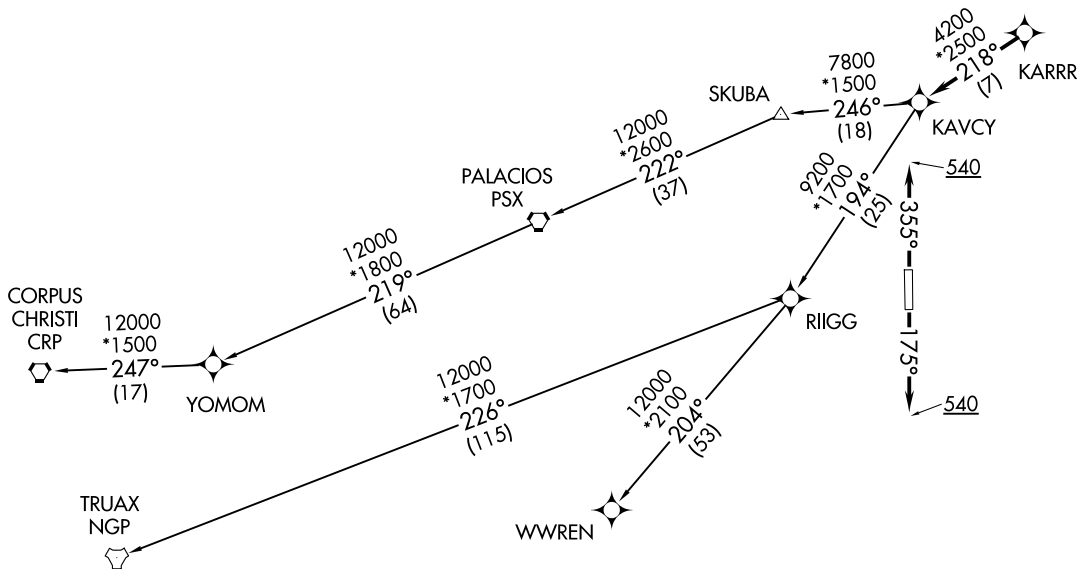 4200
*2500
218°
(7)
KARRR
7800
*1500
246°
(18)
SKUBA
KAVCY
12000
*2600
222°
(37)
540
PALACIOS
PSX
9200
*1700
194°
(25)
355°
12000
*1800
219°
(64)
CORPUS
CHRISTI
CRP
12000
*1500
247°
(17)
YOMOM
RIIGG
175°
12000
*1700
226°
(115)
12000
*2100
204°
(53)
540
TRUAX
NGP
WWREN